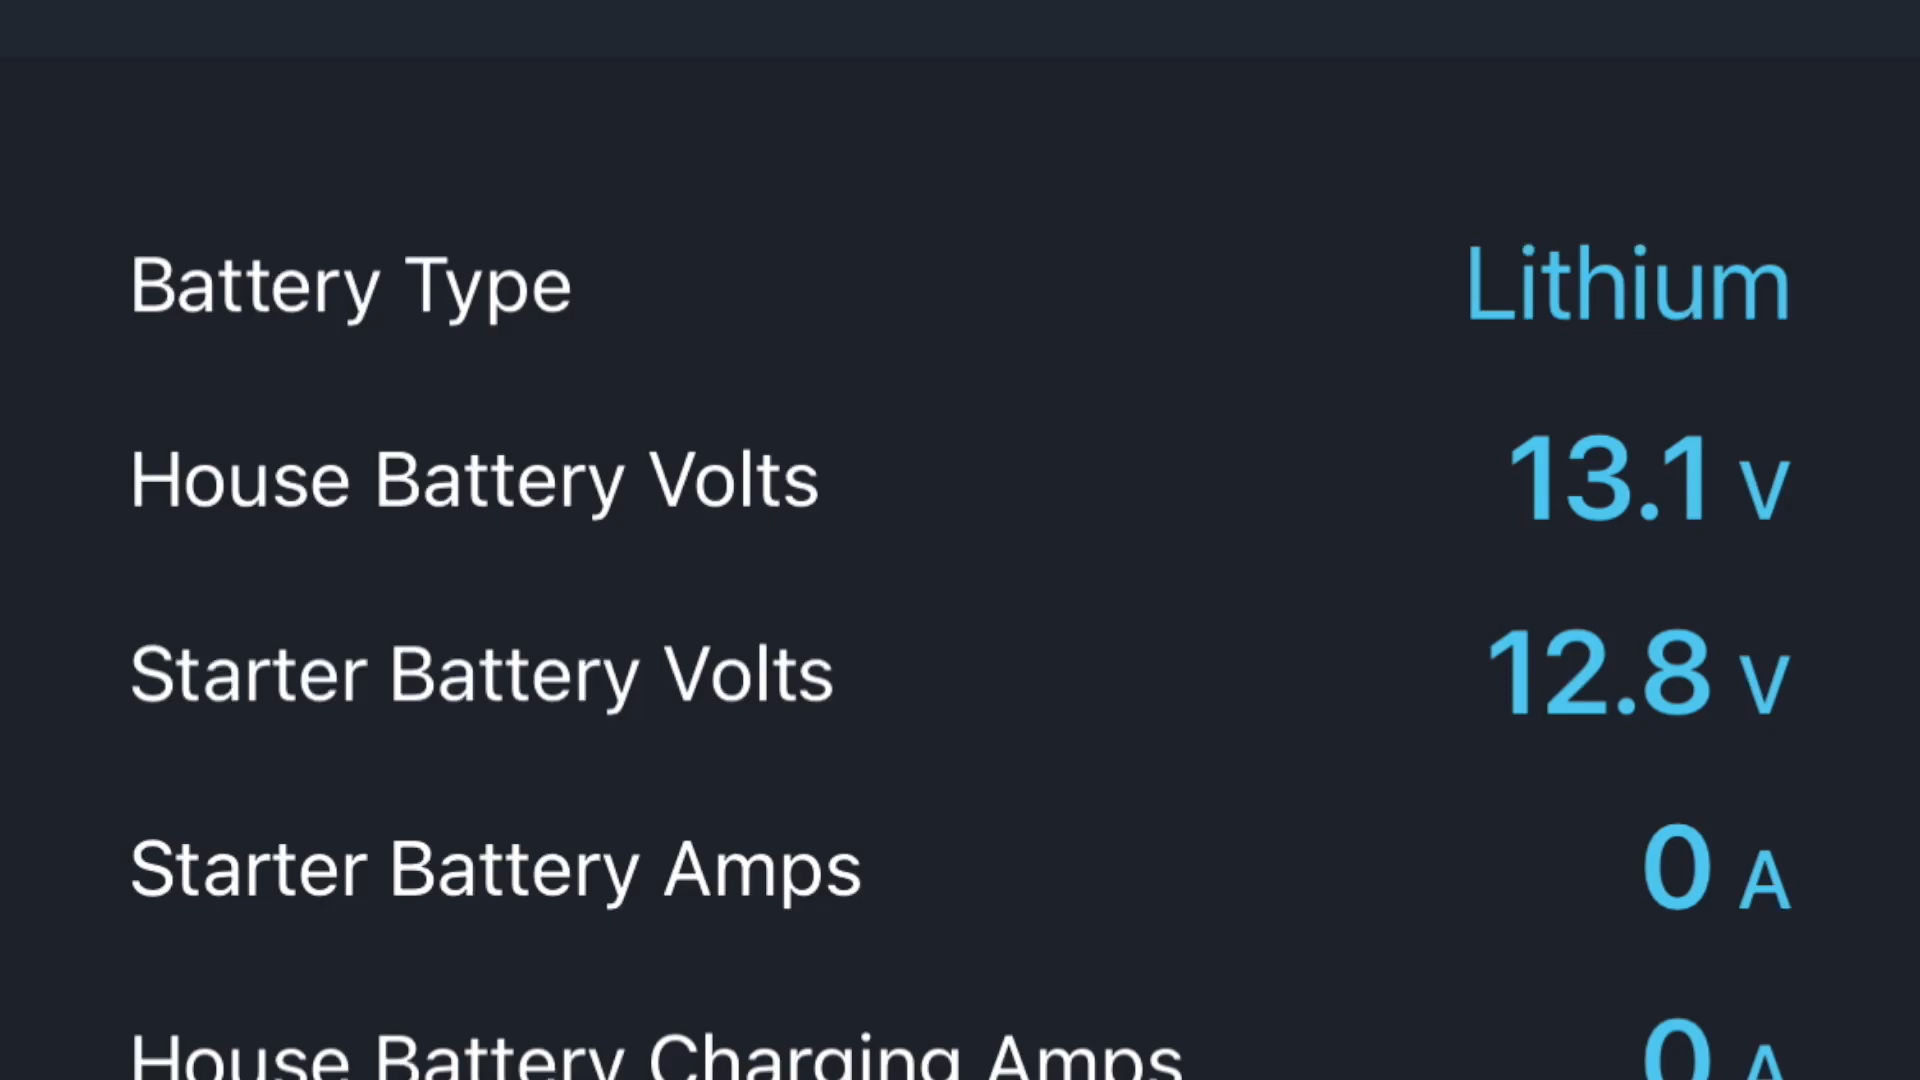 Battery Type Lithium
House Battery Volts 13.1 V
Starter Battery Volts 12.8 V
Starter Battery Amps 0 A
House Battery Charging Amps 0 A